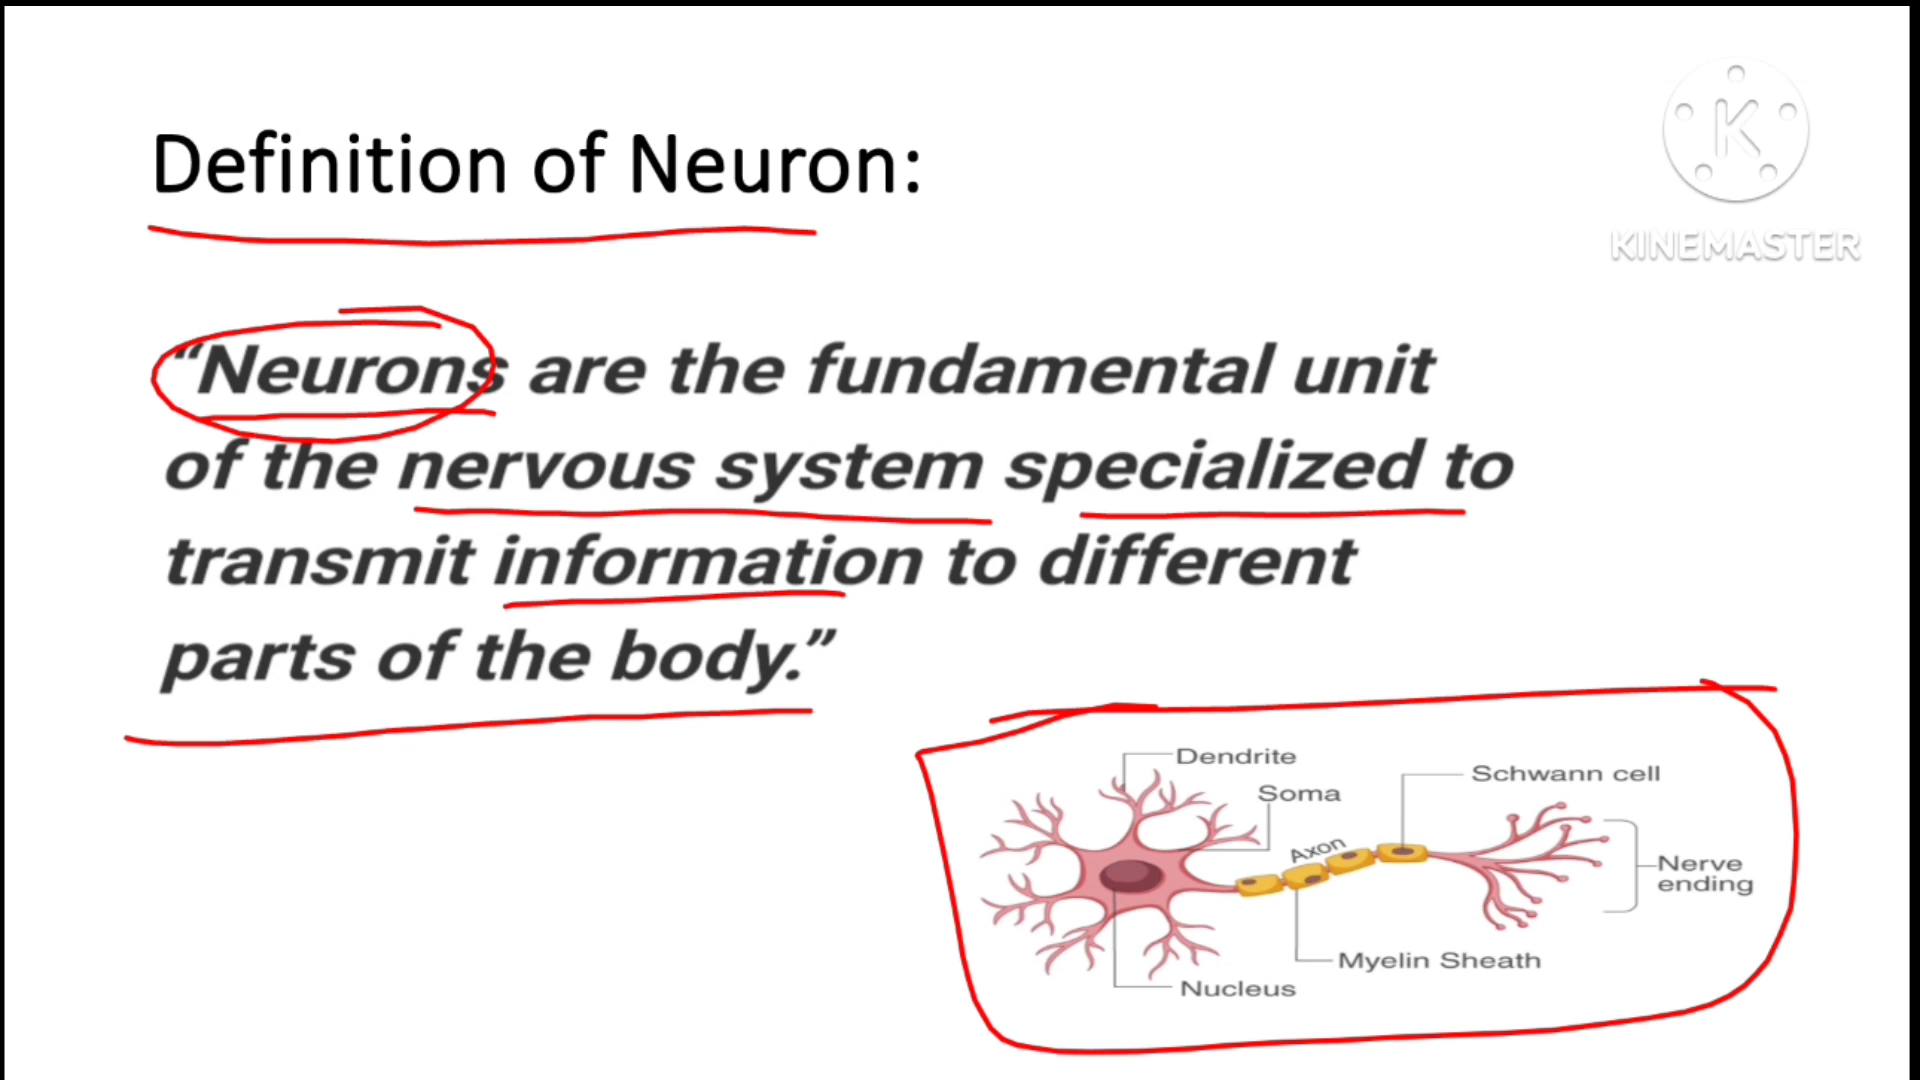 Definition of Neuron:
K
KINEMASTER
“Neurons are the fundamental unit
of the nervous system specialized to
transmit information to different
parts of the body.”
Dendrite
Soma
Schwann cell
Axon
Nerve
ending
Myelin Sheath
Nucleus